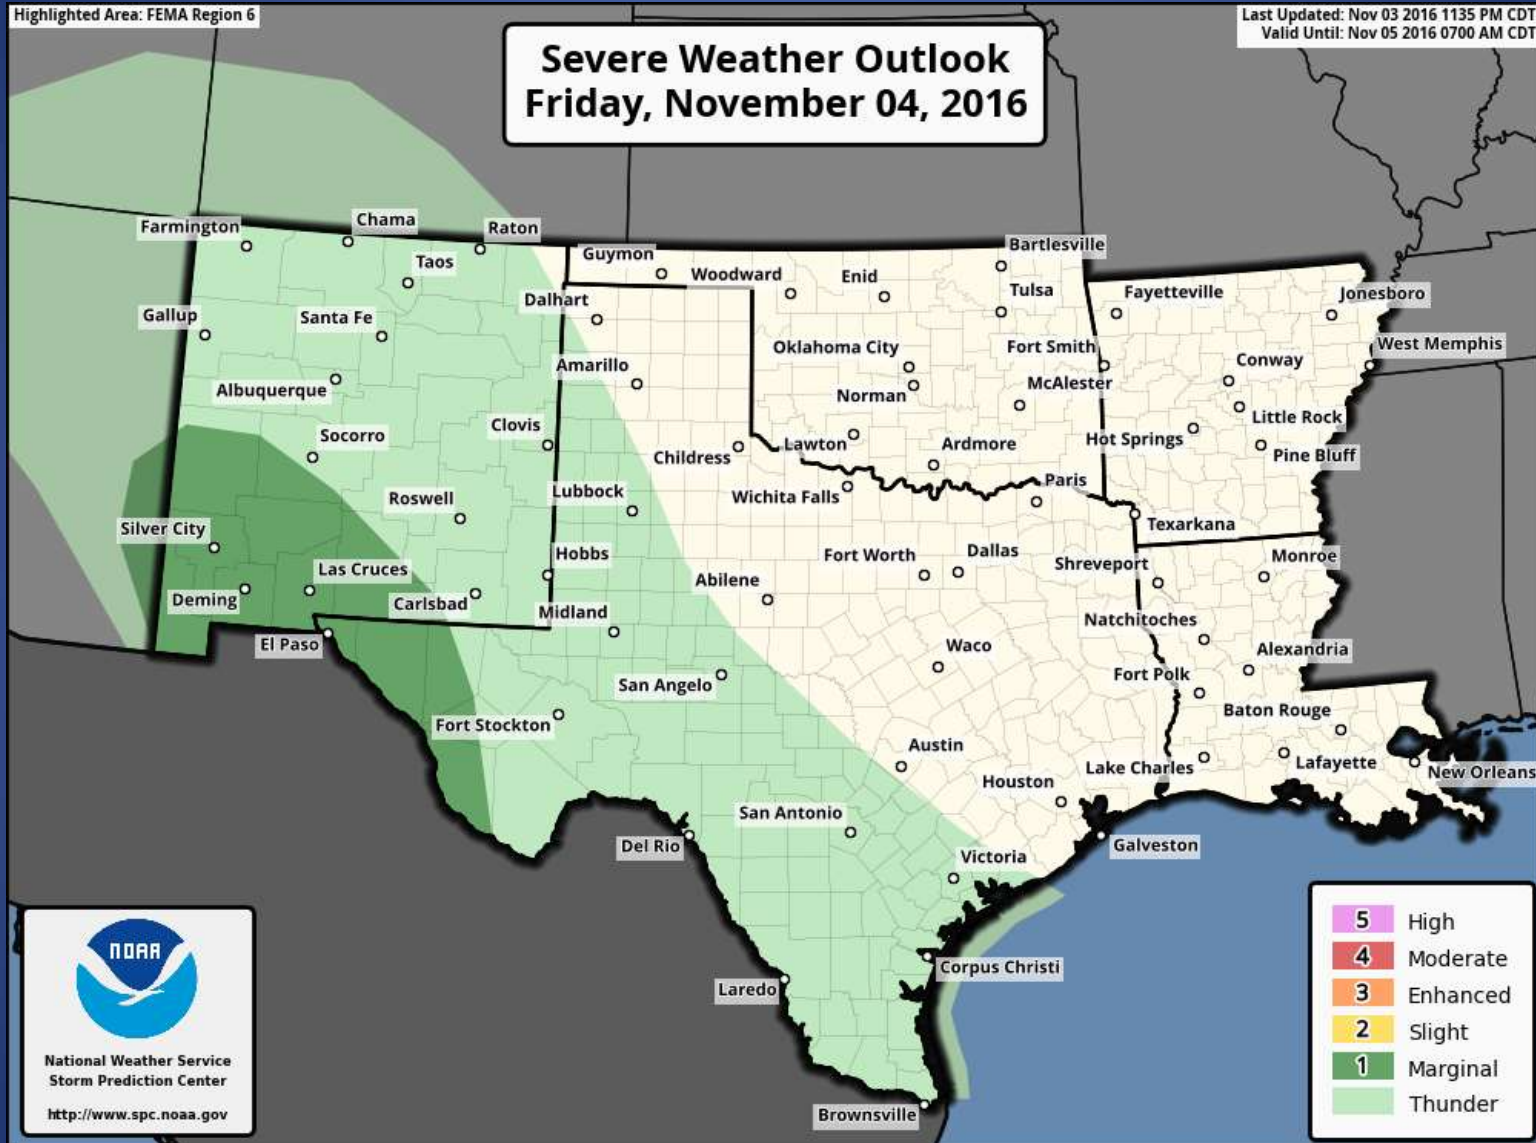 Highlighted Area: FEMA Region 6
Last Updated: Nov 03 2016 1135 PM CDT
Valid Until: Nov 05 2016 0700 AM CDT
Severe Weather Outlook
Friday, November 04, 2016
Farmington
Chama
Raton
Taos
Guymon
Woodward
Enid
Bartlesville
Tulsa
Fayetteville
Jonesboro
Gallup
Santa Fe
Dalhart
Oklahoma City
Fort Smith
West Memphis
Albuquerque
Amarillo
Norman
McAlester
Conway
Little Rock
Socorro
Clovis
Childress
Lawton
Ardmore
Hot Springs
Pine Bluff
Silver City
Roswell
Lubbock
Wichita Falls
Paris
Texarkana
Las Cruces
Hobbs
Fort Worth
Dallas
Shreveport
Monroe
Deming
Carlsbad
Midland
Abilene
Natchitoches
El Paso
Waco
Alexandria
San Angelo
Fort Polk
Fort Stockton
Baton Rouge
Austin
Houston
Lake Charles
Lafayette
New Orleans
San Antonio
Del Rio
Victoria
Galveston
Corpus Christi
Laredo
Brownsville
NOAA
National Weather Service
Storm Prediction Center
http://www.spc.noaa.gov
5 High
4 Moderate
3 Enhanced
2 Slight
1 Marginal
Thunder